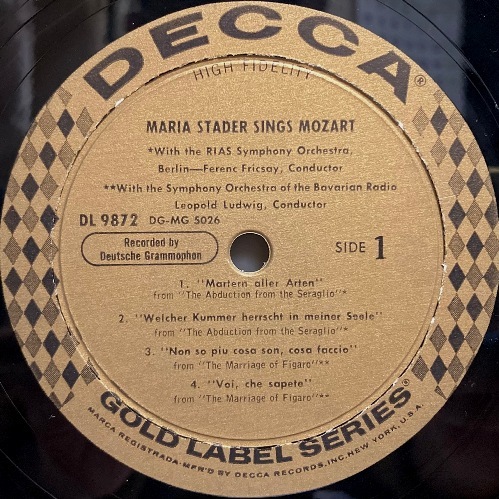 DECCA®
HIGH FIDELITY
MARIA STADER SINGS MOZART
*With the RIAS Symphony Orchestra,
Berlin—Ferenc Fricsay, Conductor
**With the Symphony Orchestra of the Bavarian Radio
Leopold Ludwig, Conductor
DL 9872 DG-MG 5026
Recorded by
Deutsche Grammophon
SIDE 1
1. "Martern aller Arten"
from "The Abduction from the Seraglio"*
2. "Welcher Kummer herrscht in meiner Seele"
from "The Abduction from the Seraglio"*
3. "Non so piu cosa son, cosa faccio"
from "The Marriage of Figaro"**
4. "Voi, che sapete"
from "The Marriage of Figaro"**
GOLD LABEL SERIES®
MARCA REGISTRADA·MFR'D BY DECCA RECORDS, INC. NEW YORK, U.S.A.